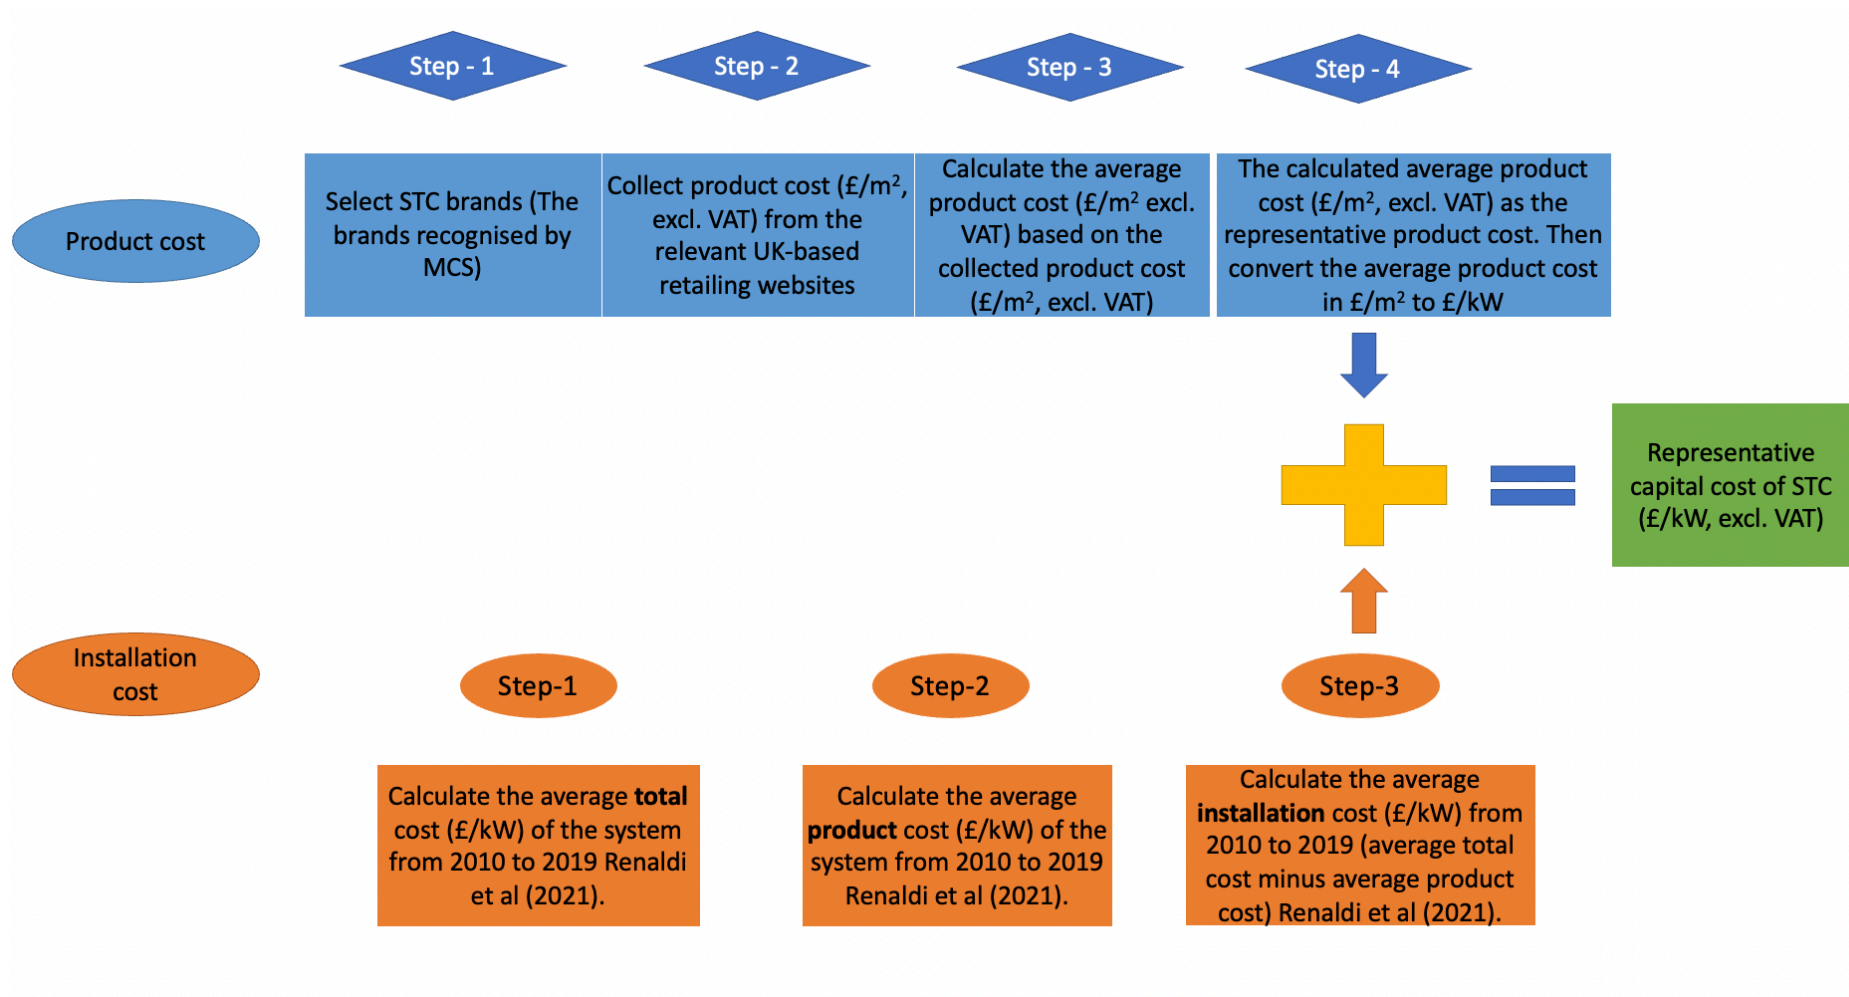 Step - 1
Step - 2
Step - 3
Step - 4
Product cost
Select STC brands (The
brands recognised by
MCS)
Collect product cost (£/m²,
excl. VAT) from the
relevant UK-based
retailing websites
Calculate the average
product cost (£/m² excl.
VAT) based on the
collected product cost
(£/m², excl. VAT)
The calculated average product
cost (£/m², excl. VAT) as the
representative product cost. Then
convert the average product cost
in £/m² to £/kW
Representative
capital cost of STC
(£/kW, excl. VAT)
Installation
cost
Step-1
Step-2
Step-3
Calculate the average total
cost (£/kW) of the system
from 2010 to 2019 Renaldi
et al (2021).
Calculate the average
product cost (£/kW) of the
system from 2010 to 2019
Renaldi et al (2021).
Calculate the average
installation cost (£/kW) from
2010 to 2019 (average total
cost minus average product
cost) Renaldi et al (2021).